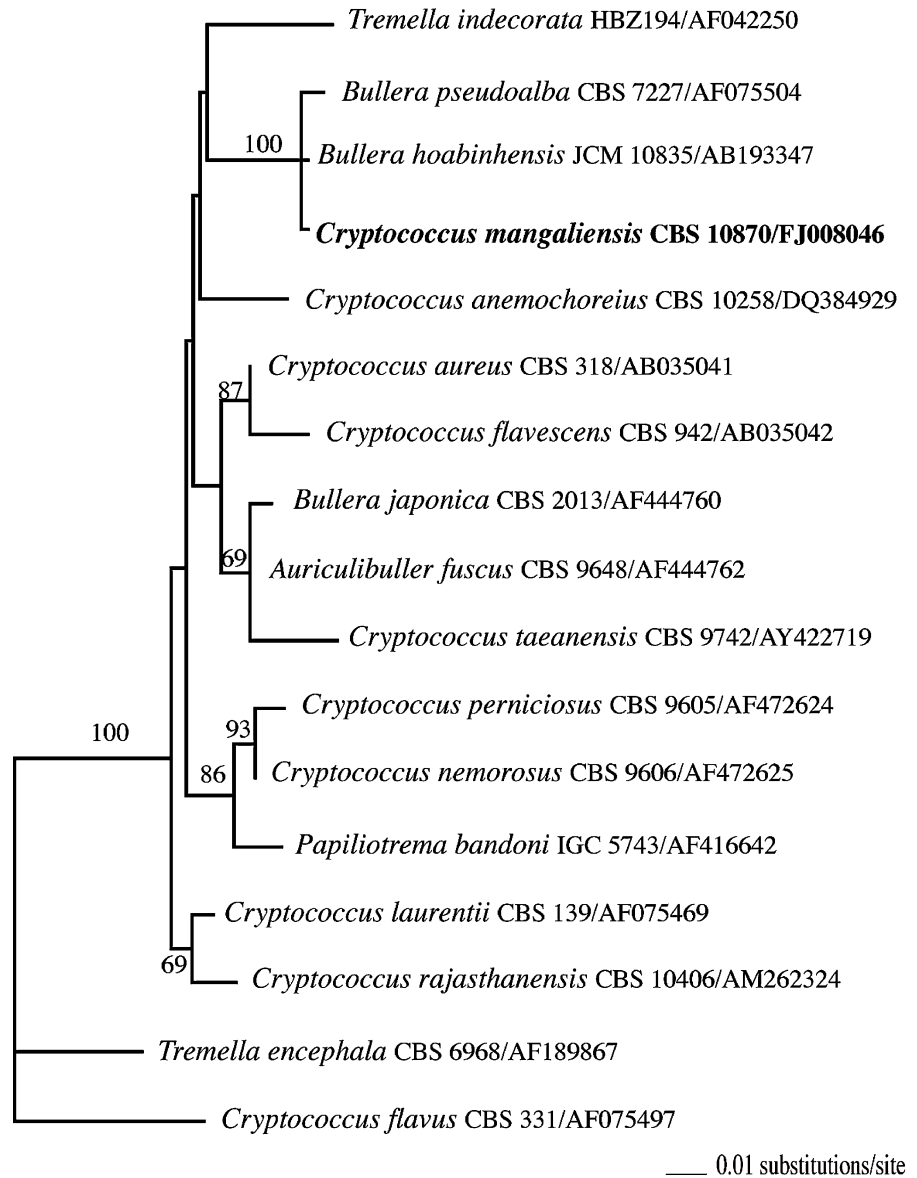 Tremella indecorata HBZ194/AF042250
Bullera pseudoalba CBS 7227/AF075504
100
Bullera hoabinhensis JCM 10835/AB193347
Cryptococcus mangaliensis CBS 10870/FJ008046
Cryptococcus anemochoreius CBS 10258/DQ384929
Cryptococcus aureus CBS 318/AB035041
87
Cryptococcus flavescens CBS 942/AB035042
Bullera japonica CBS 2013/AF444760
69
Auriculibuller fuscus CBS 9648/AF444762
Cryptococcus taeanensis CBS 9742/AY422719
Cryptococcus perniciosus CBS 9605/AF472624
93
100
86
Cryptococcus nemorosus CBS 9606/AF472625
Papiliotrema bandoni IGC 5743/AF416642
Cryptococcus laurentii CBS 139/AF075469
69
Cryptococcus rajasthanensis CBS 10406/AM262324
Tremella encephala CBS 6968/AF189867
Cryptococcus flavus CBS 331/AF075497
0.01 substitutions/site